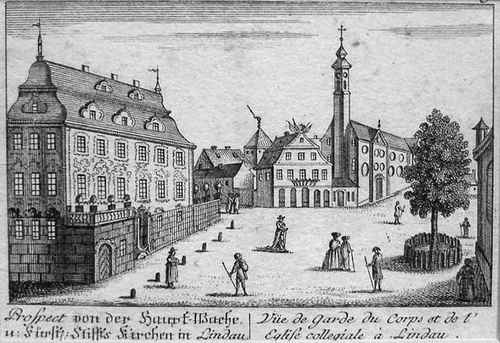 Prospect von der Haupt-Wache.
u: Fürstl: Stiffts Kirchen in Lindau
Vüe de Garde du Corps et de l'
Eglise collegiale à Lindau.